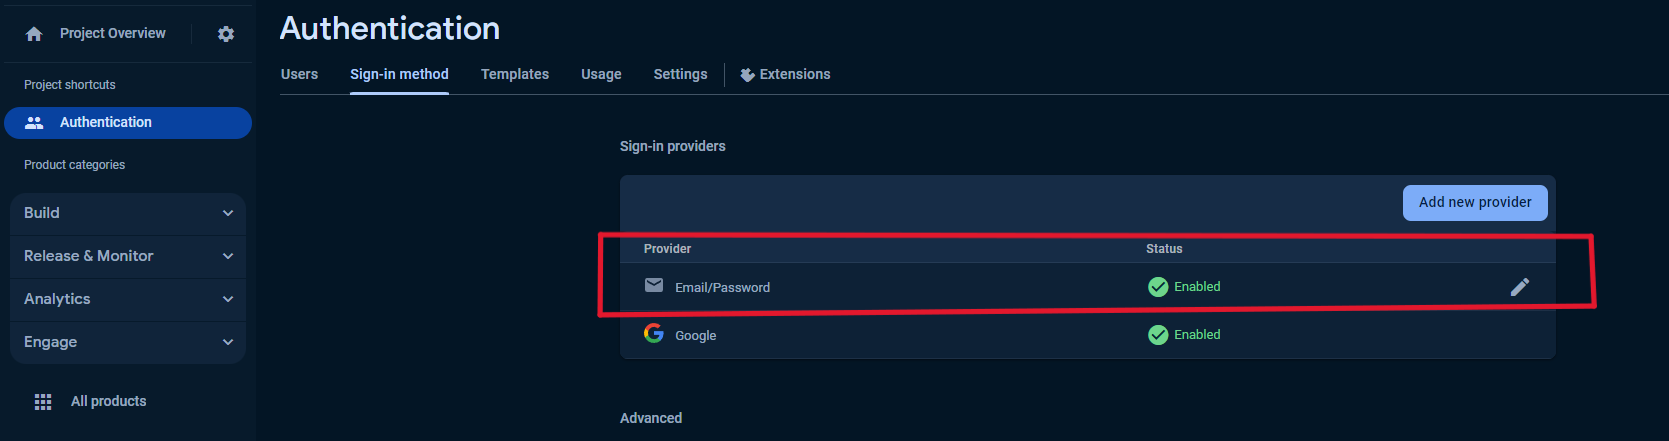 Project Overview
Project shortcuts
Authentication
Product categories
Build
Release & Monitor
Analytics
Engage
All products
Authentication
Users Sign-in method Templates Usage Settings Extensions
Sign-in providers
Add new provider
Provider Status
Email/Password Enabled
Google Enabled
Advanced